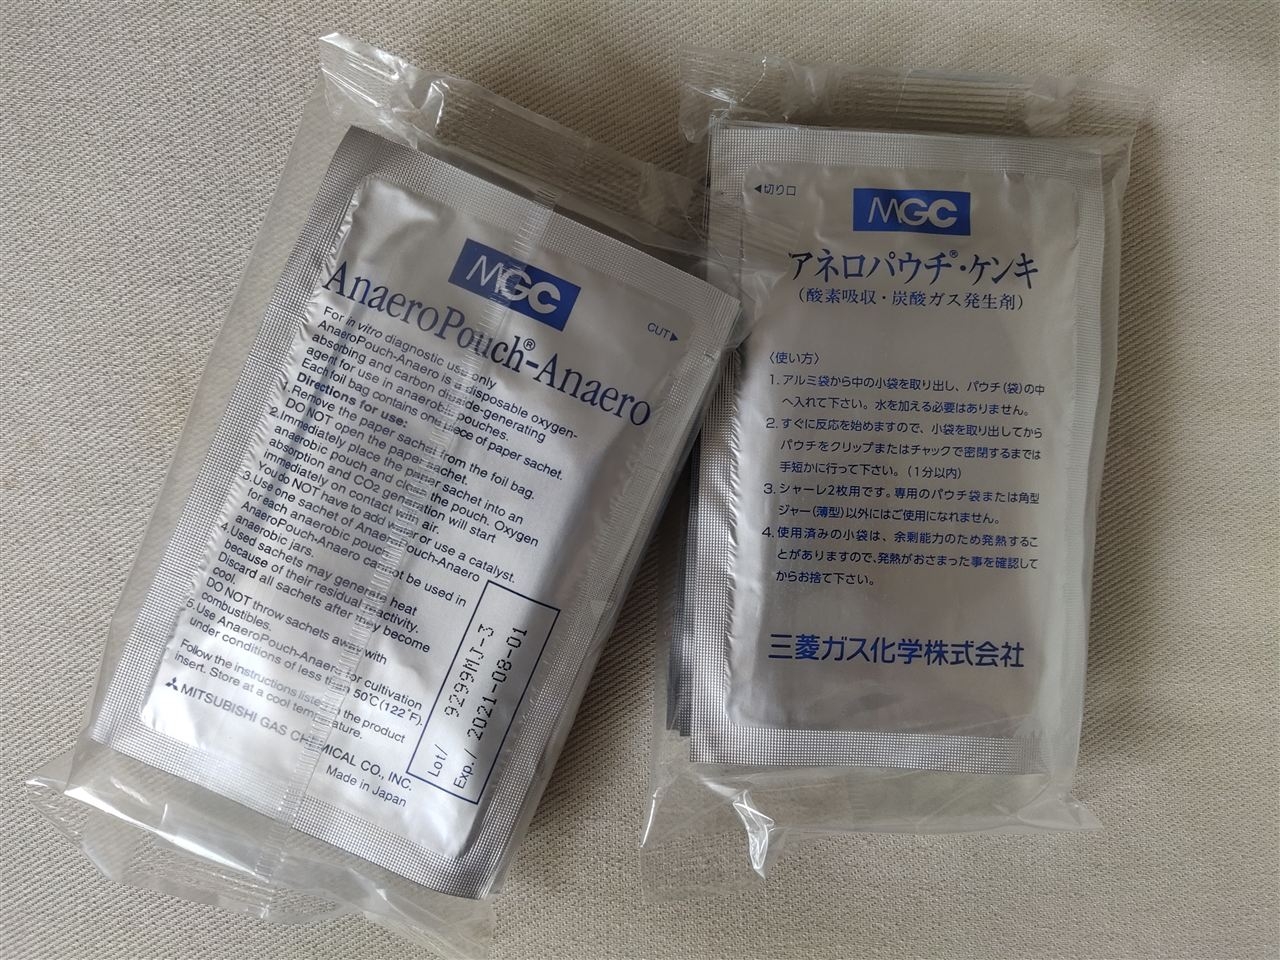 MGC
AnaeroPouch®-Anaero
CUT▶
For in vitro diagnostic use only
AnaeroPouch-Anaero is a disposable oxygen-
absorbing and carbon dioxide-generating
agent for use in anaerobic pouches.
Each foil bag contains one piece of paper sachet.
Directions for use:
1.Remove the paper sachet from the foil bag.
DO NOT open the paper sachet.
2.Immediately place the paper sachet into an
anaerobic pouch and close the pouch. Oxygen
absorption and CO2 generation will start
immediately on contact with air.
You do NOT have to add water or use a catalyst.
3.Use one sachet of AnaeroPouch-Anaero
for each anaerobic pouch.
AnaeroPouch-Anaero cannot be used in
anaerobic jars.
4.Used sachets may generate heat
because of their residual reactivity.
Discard all sachets after they become
cool.
DO NOT throw sachets away with
combustibles.
5.Use AnaeroPouch-Anaero for cultivation
under conditions of less than 50℃(122°F).
Follow the instructions listed on the product
insert. Store at a cool temperature.
MITSUBISHI GAS CHEMICAL CO., INC.
Made in Japan
Lot/ 9299MJ-3
Exp./ 2021-08-01
◀切り口
MGC
アネロパウチ®・ケンキ
（酸素吸収・炭酸ガス発生剤）
〈使い方〉
1. アルミ袋から中の小袋を取り出し、パウチ（袋）の中
へ入れて下さい。水を加える必要はありません。
2. すぐに反応を始めますので、小袋を取り出してから
パウチをクリップまたはチャックで密閉するまでは
手短かに行って下さい。（1分以内）
3. シャーレ2枚用です。専用のパウチ袋または角型
ジャー（薄型）以外にはご使用になれません。
4. 使用済みの小袋は、余剰能力のため発熱するこ
とがありますので、発熱がおさまった事を確認して
からお捨て下さい。
三菱ガス化学株式会社